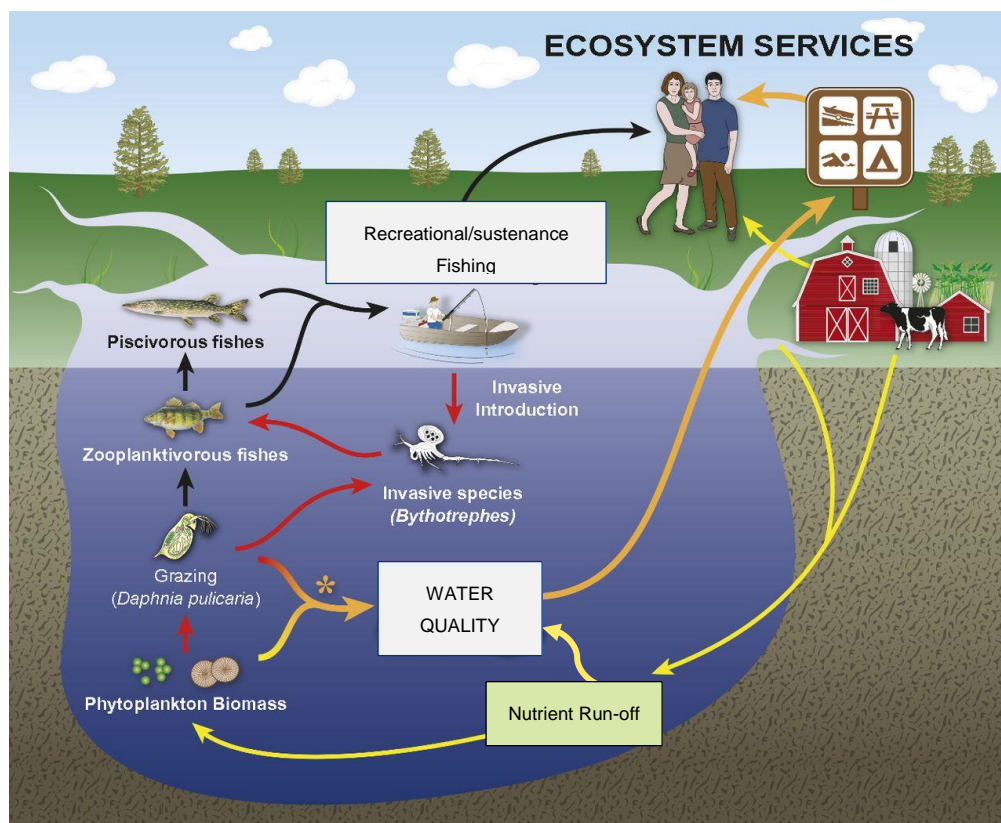 ECOSYSTEM SERVICES
Recreational/sustenance
Fishing
Piscivorous fishes
Invasive
Introduction
Zooplanktivorous fishes
Invasive species
(Bythotrephes)
Grazing
(Daphnia pulicaria)
*
WATER
QUALITY
Phytoplankton Biomass
Nutrient Run-off